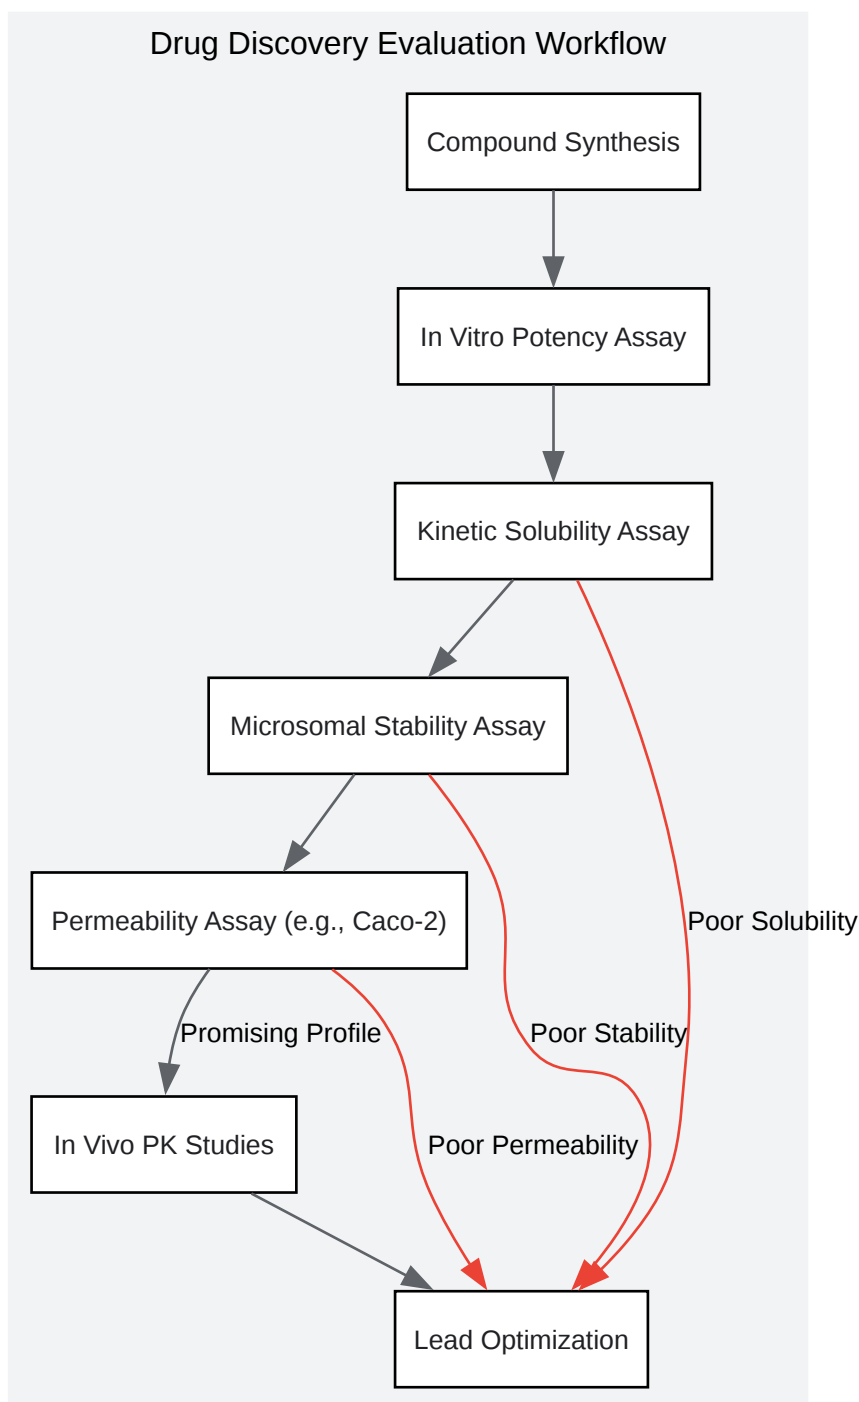 Drug Discovery Evaluation Workflow
Compound Synthesis
In Vitro Potency Assay
Kinetic Solubility Assay
Microsomal Stability Assay
Permeability Assay (e.g., Caco-2)
Poor Solubility
Promising Profile
Poor Stability
In Vivo PK Studies
Poor Permeability
Lead Optimization